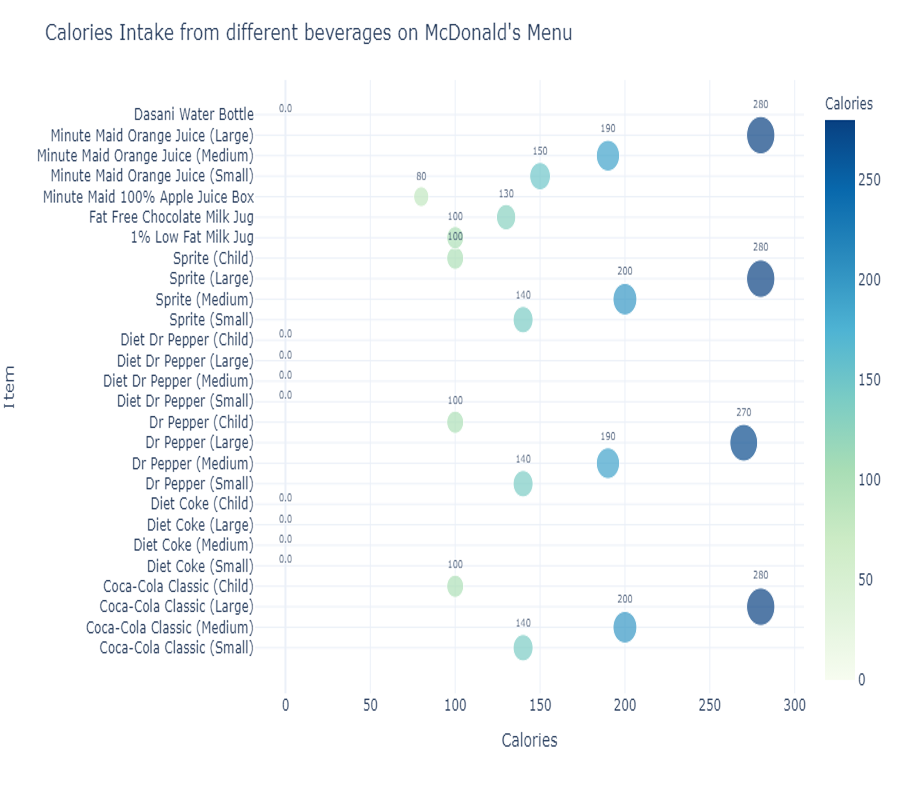 Calories Intake from different beverages on McDonald's Menu
Calories
Dasani Water Bottle 0.0 280
Minute Maid Orange Juice (Large) 190
Minute Maid Orange Juice (Medium) 150
Minute Maid Orange Juice (Small) 80
Minute Maid 100% Apple Juice Box 130
Fat Free Chocolate Milk Jug 100
1% Low Fat Milk Jug 100
Sprite (Child) 280
Sprite (Large) 200
Sprite (Medium) 140
Sprite (Small)
Diet Dr Pepper (Child) 0.0
Diet Dr Pepper (Large) 0.0
Diet Dr Pepper (Medium) 0.0
Diet Dr Pepper (Small) 0.0 100
Dr Pepper (Child) 270
Dr Pepper (Large) 190
Dr Pepper (Medium) 140
Dr Pepper (Small)
Diet Coke (Child) 0.0
Diet Coke (Large) 0.0
Diet Coke (Medium) 0.0
Diet Coke (Small) 0.0 100
Coca-Cola Classic (Child) 280
Coca-Cola Classic (Large) 200
Coca-Cola Classic (Medium) 140
Coca-Cola Classic (Small)
Item
0 50 100 150 200 250 300
Calories
250
200
150
100
50
0